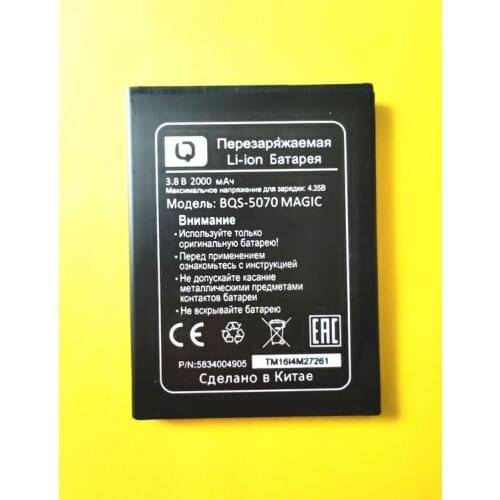 Перезаряжаемая
Li-ion Батарея
3.8 В 2000 мАч
Максимальное напряжение для зарядки: 4.35В
Модель: BQS-5070 MAGIC
Внимание
•Используйте только
оригинальную батарею!
•Перед применением
ознакомьтесь с инструкцией
•Не допускайте касание
металлическими предметами
контактов батареи
•Не вскрывайте батарею
CE
EAC
P/N:5834004905 TM16I4M27261
Сделано в Китае